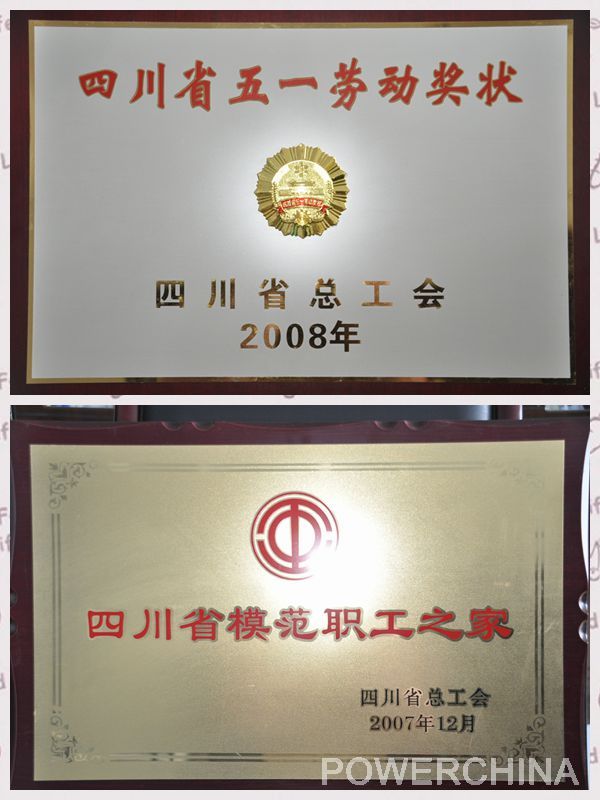 四川省五一劳动奖状
四川省总工会
2008年
四川省模范职工之家
四川省总工会
2007年12月
POWERCHINA